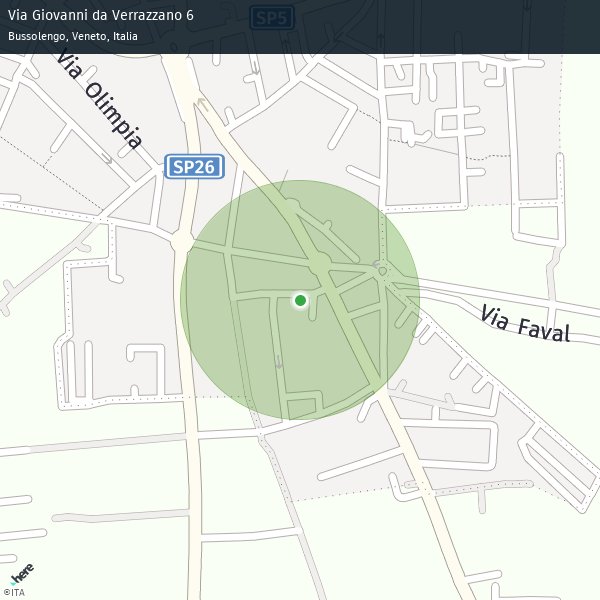 Via Giovanni da Verrazzano 6
SP5
Bussolengo, Veneto, Italia
Via Olimpia
SP26
Via Faval
here
©ITA